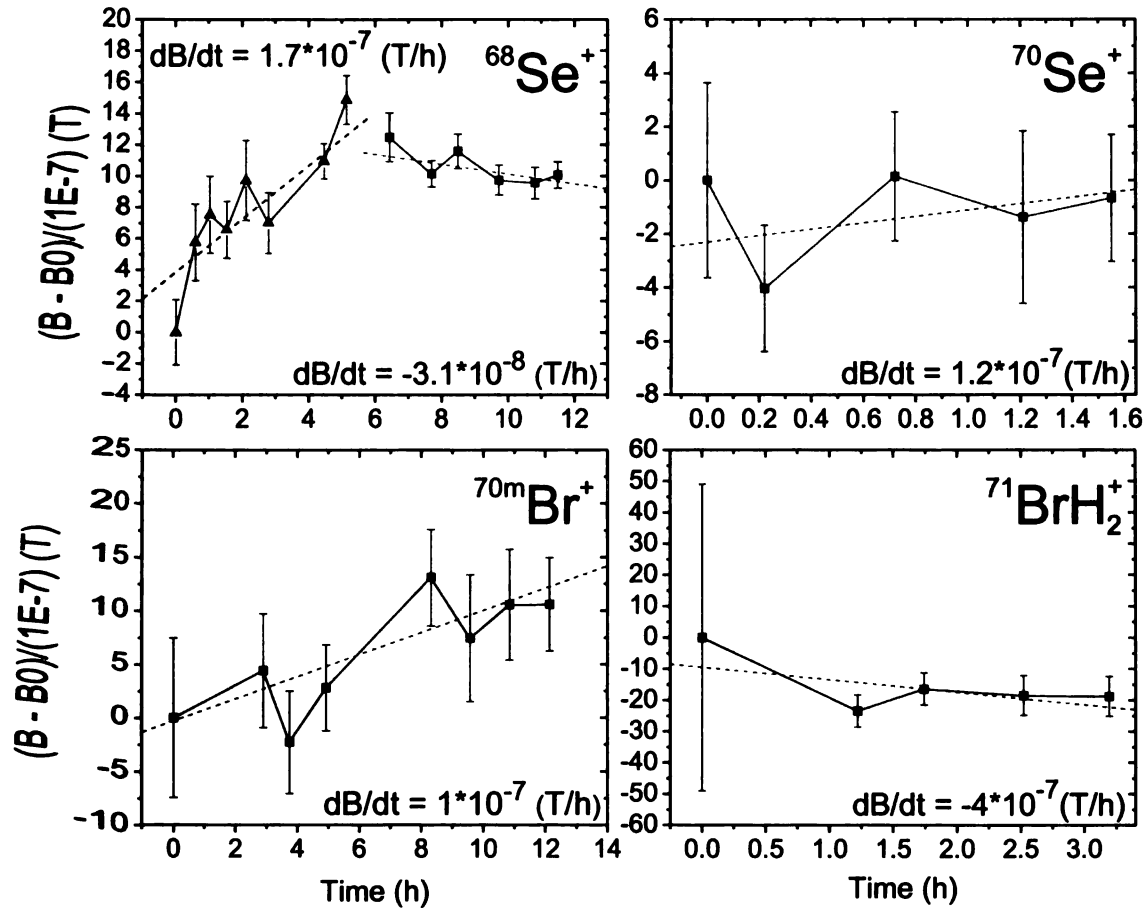 dB/dt = 1.7*10⁻⁷ (T/h)
⁶⁸Se⁺
(B - B0)/(1E-7) (T)
20
18
16
14
12
10
8
6
4
2
0
-2
-4
dB/dt = -3.1*10⁻⁸ (T/h)
0 2 4 6 8 10 12
⁷⁰Se⁺
6
4
2
0
-2
-4
-6
-8
dB/dt = 1.2*10⁻⁷(T/h)
0.0 0.2 0.4 0.6 0.8 1.0 1.2 1.4 1.6
⁷⁰ᵐBr⁺
(B - B0)/(1E-7) (T)
25
20
15
10
5
0
-5
-10
dB/dt = 1*10⁻⁷ (T/h)
0 2 4 6 8 10 12 14
Time (h)
⁷¹BrH₂⁺
60
50
40
30
20
10
0
-10
-20
-30
-40
-50
-60
dB/dt = -4*10⁻⁷(T/h)
0.0 0.5 1.0 1.5 2.0 2.5 3.0
Time (h)